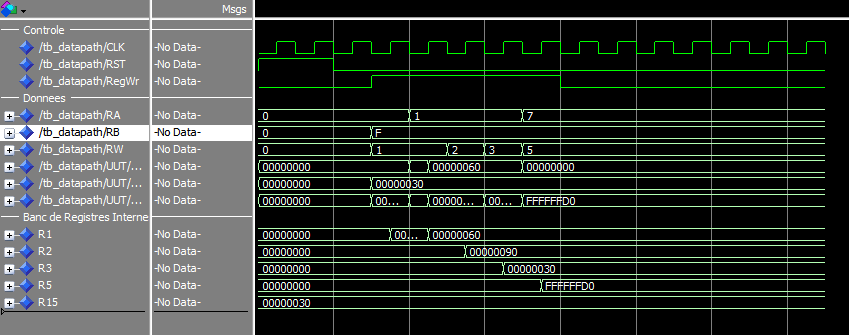 Msgs
Controle
/tb_datapath/CLK -No Data-
/tb_datapath/RST -No Data-
/tb_datapath/RegWr -No Data-
Donnees
/tb_datapath/RA -No Data- 0 1 7
/tb_datapath/RB -No Data- 0 F
/tb_datapath/RW -No Data- 0 1 2 3 5
/tb_datapath/UUT/... -No Data- 00000000 00000060 00000000
/tb_datapath/UUT/... -No Data- 00000000 00000030
/tb_datapath/UUT/... -No Data- 00000000 00... 00000... 00... FFFFFFD0
Banc de Registres Interne
R1 -No Data- 00000000 00... 00000060
R2 -No Data- 00000000 00000090
R3 -No Data- 00000000 00000030
R5 -No Data- 00000000 FFFFFFD0
R15 -No Data- 00000030